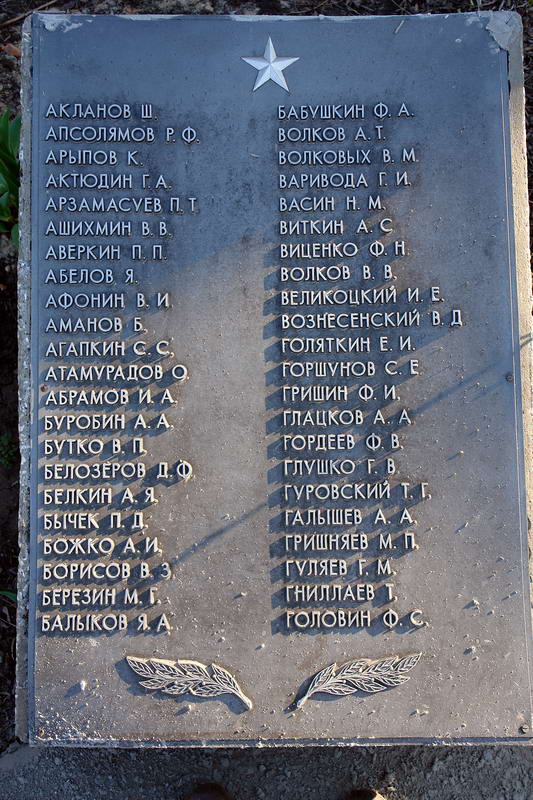 АКЛАНОВ Ш.
АПСОЛЯМОВ Р. Ф.
АРЫПОВ К.
АКТЮДИН Г. А.
АРЗАМАСУЕВ П. Т.
АШИХМИН В. В.
АВЕРКИН П. П.
АБЕЛОВ Я.
АФОНИН В. И
АМАНОВ Б.
АГАПКИН С. С.
АТАМУРАДОВ О.
АБРАМОВ И. А.
БУРОБИН А. А.
БУТКО В. П.
БЕЛОЗЁРОВ Д. Ф.
БЕЛКИН А. Я.
БЫЧЕК П. Д.
БОЖКО А. И.
БОРИСОВ В. З.
БЕРЕЗИН М. Г.
БАЛЫКОВ Я. А.
БАБУШКИН Ф. А.
ВОЛКОВ А. Т.
ВОЛКОВЫХ В. М.
ВАРИВОДА Г. И.
ВАСИН Н. М.
ВИТКИН А. С
ВИЦЕНКО Ф. Н.
ВОЛКОВ В. В.
ВЕЛИКОЦКИЙ И. Е.
ВОЗНЕСЕНСКИЙ В. Д
ГОЛЯТКИН Е. И.
ГОРШУНОВ С. Е.
ГРИШИН Ф. И.
ГЛАЦКОВ А. А.
ГОРДЕЕВ Ф. В.
ГЛУШКО Г. В.
ГУРОВСКИЙ Т. Г.
ГАЛЫШЕВ А. А.
ГРИШНЯЕВ М. П.
ГУЛЯЕВ Г. М.
ГНИЛЛАЕВ Т.
ГОЛОВИН Ф. С.